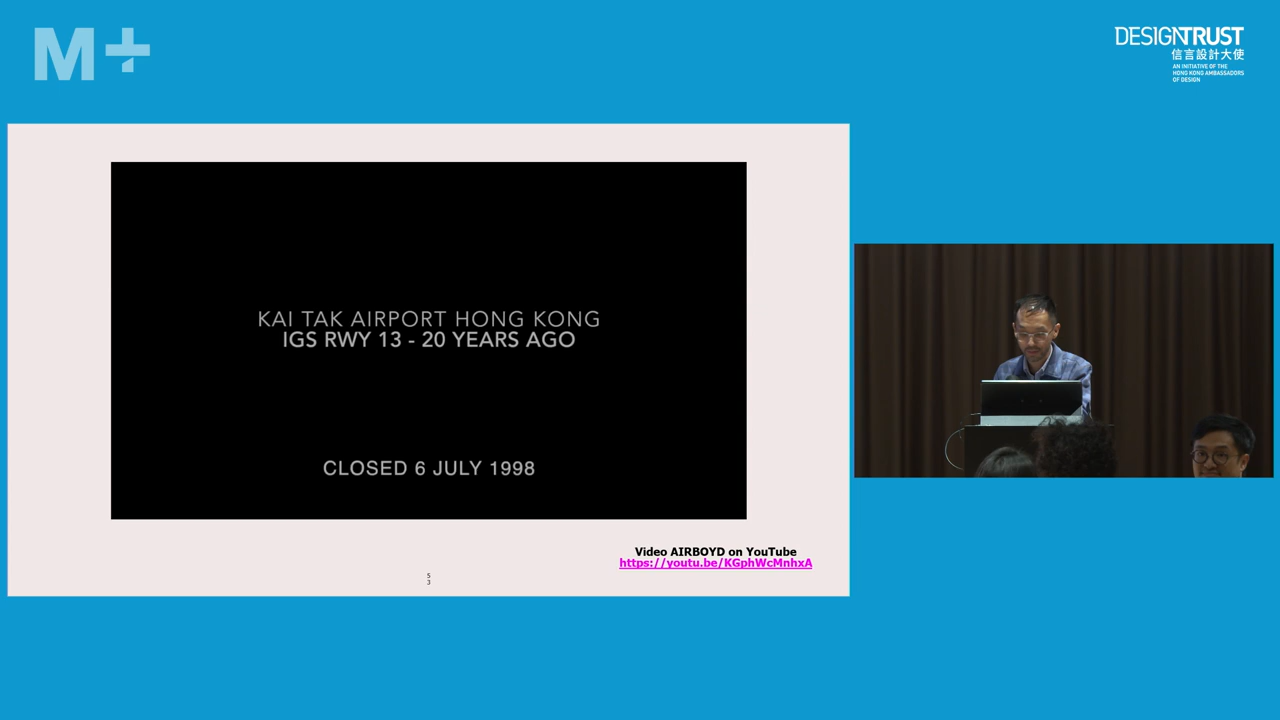 M+
DESIGNTRUST
信言設計大使
AN INITIATIVE OF THE
HONG KONG AMBASSADORS
OF DESIGN
KAI TAK AIRPORT HONG KONG
IGS RWY 13 - 20 YEARS AGO
CLOSED 6 JULY 1998
Video AIRBOYD on YouTube
https://youtu.be/KGphWcMnhxA
5
3